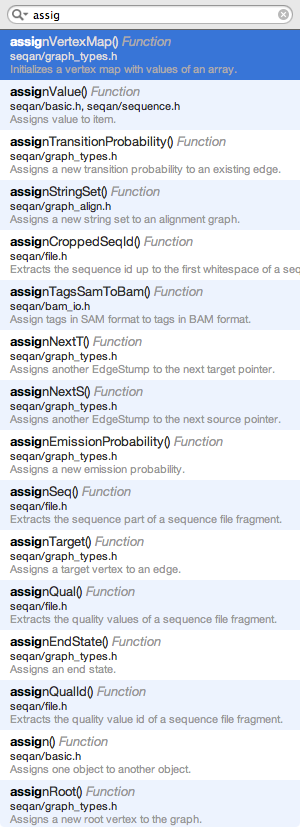 assig
assignVertexMap() Function
seqan/graph_types.h
Initializes a vertex map with values of an array.
assignValue() Function
seqan/basic.h, seqan/sequence.h
Assigns value to item.
assignTransitionProbability() Function
seqan/graph_types.h
Assigns a new transition probability to an existing edge.
assignStringSet() Function
seqan/graph_align.h
Assigns a new string set to an alignment graph.
assignCroppedSeqId() Function
seqan/file.h
Extracts the sequence id up to the first whitespace of a seq
assignTagsSamToBam() Function
seqan/bam_io.h
Assign tags in SAM format to tags in BAM format.
assignNextT() Function
seqan/graph_types.h
Assigns another EdgeStump to the next target pointer.
assignNextS() Function
seqan/graph_types.h
Assigns another EdgeStump to the next source pointer.
assignEmissionProbability() Function
seqan/graph_types.h
Assigns a new emission probability.
assignSeq() Function
seqan/file.h
Extracts the sequence part of a sequence file fragment.
assignTarget() Function
seqan/graph_types.h
Assigns a target vertex to an edge.
assignQual() Function
seqan/file.h
Extracts the quality values of a sequence file fragment.
assignEndState() Function
seqan/graph_types.h
Assigns an end state.
assignQualId() Function
seqan/file.h
Extracts the quality value id of a sequence file fragment.
assign() Function
seqan/basic.h
Assigns one object to another object.
assignRoot() Function
seqan/graph_types.h
Assigns a new root vertex to the graph.